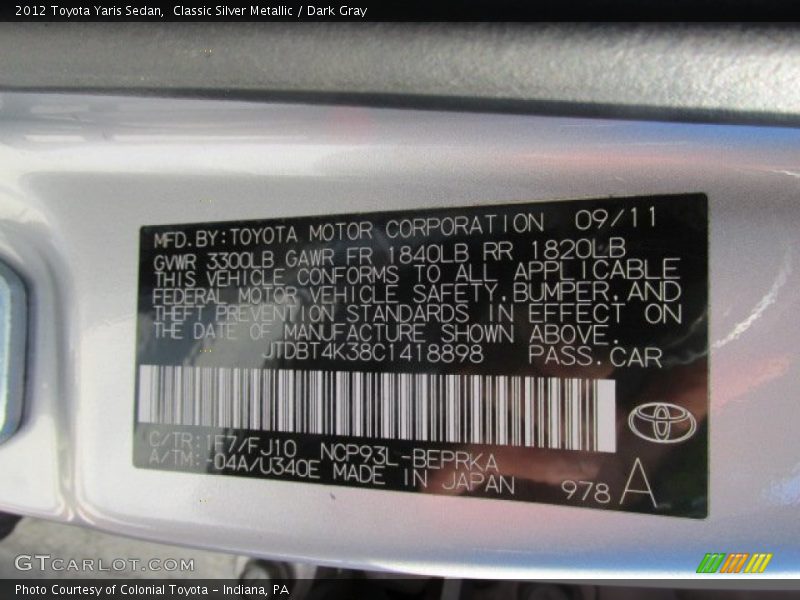 2012 Toyota Yaris Sedan,  Classic Silver Metallic / Dark Gray
MFD.BY:TOYOTA MOTOR CORPORATION 09/11
GVWR 3300LB GAWR FR 1840LB RR 1820LB
THIS VEHICLE CONFORMS TO ALL APPLICABLE
FEDERAL MOTOR VEHICLE SAFETY,BUMPER,AND
THEFT PREVENTION STANDARDS IN EFFECT ON
THE DATE OF MANUFACTURE SHOWN ABOVE.
JTDBT4K38C1418898 PASS.CAR
C/TR:1F7/FJ10 NCP93L-BEPRKA
A/TM:-04A/U340E MADE IN JAPAN 978 A
GTCarLot.com
Photo Courtesy of Colonial Toyota - Indiana, PA